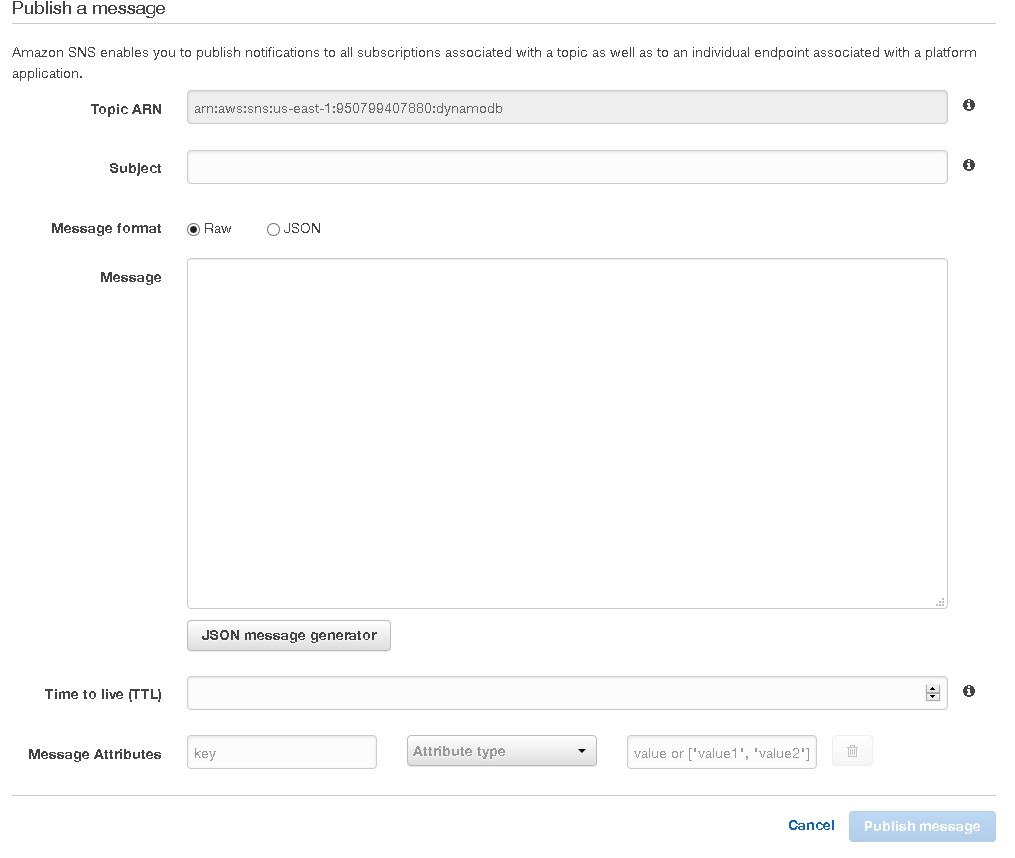 Publish a message
Amazon SNS enables you to publish notifications to all subscriptions associated with a topic as well as to an individual endpoint associated with a platform
application.
Topic ARN
arn:aws:sns:us-east-1:950799407880:dynamodb
Subject
Message format
Raw
JSON
Message
JSON message generator
Time to live (TTL)
Message Attributes
key
Attribute type
value or ["value1", "value2"]
Cancel
Publish message